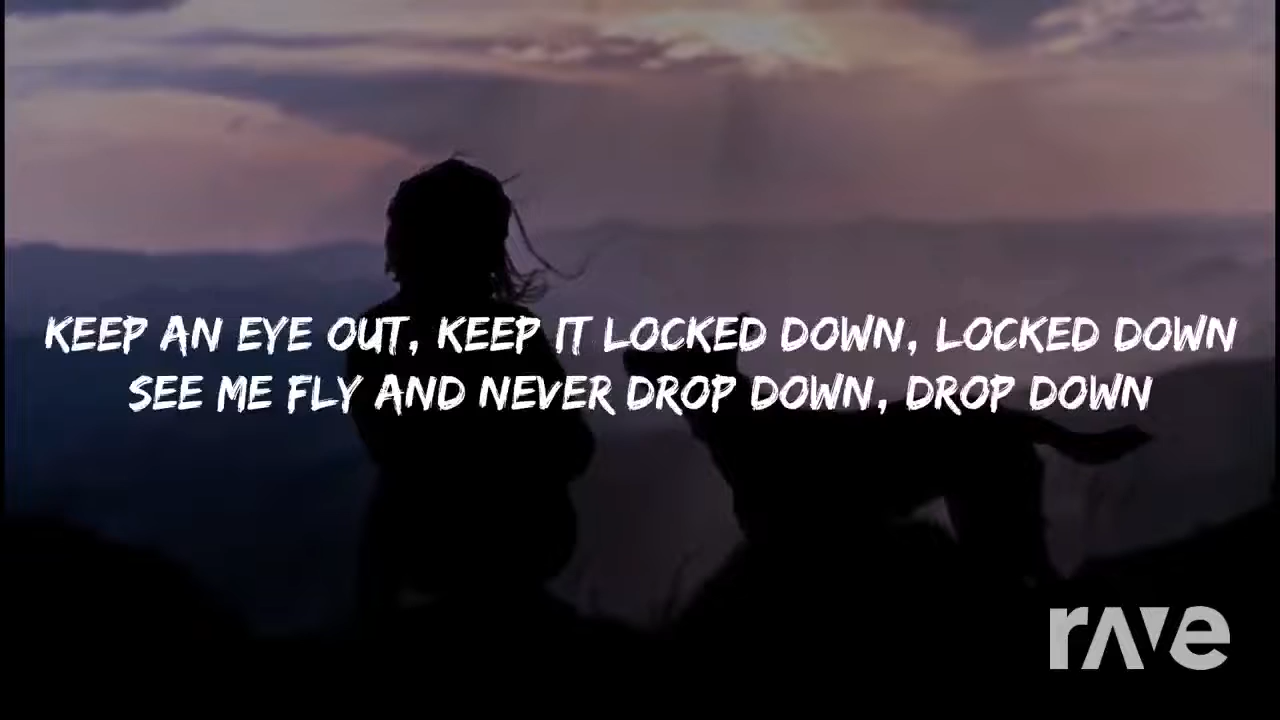 KEEP AN EYE OUT, KEEP IT LOCKED DOWN, LOCKED DOWN
SEE ME FLY AND NEVER DROP DOWN, DROP DOWN
rave